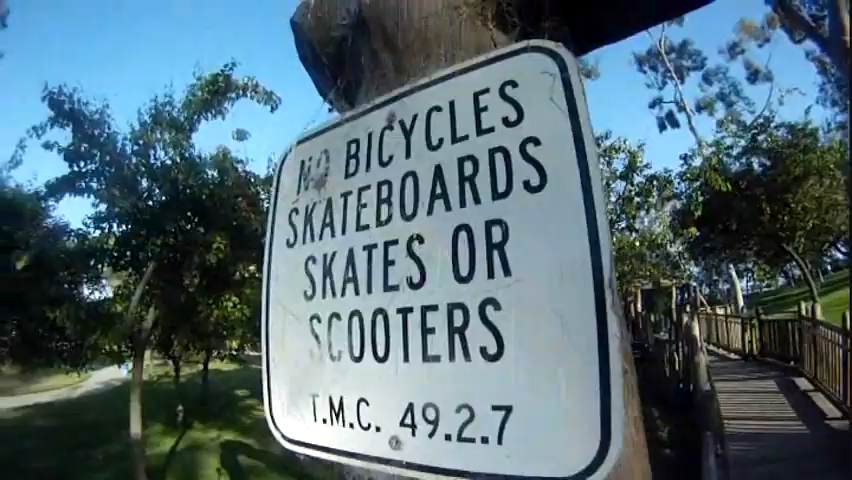 NO BICYCLES
SKATEBOARDS
SKATES OR
SCOOTERS
T.M.C. 49.2.7